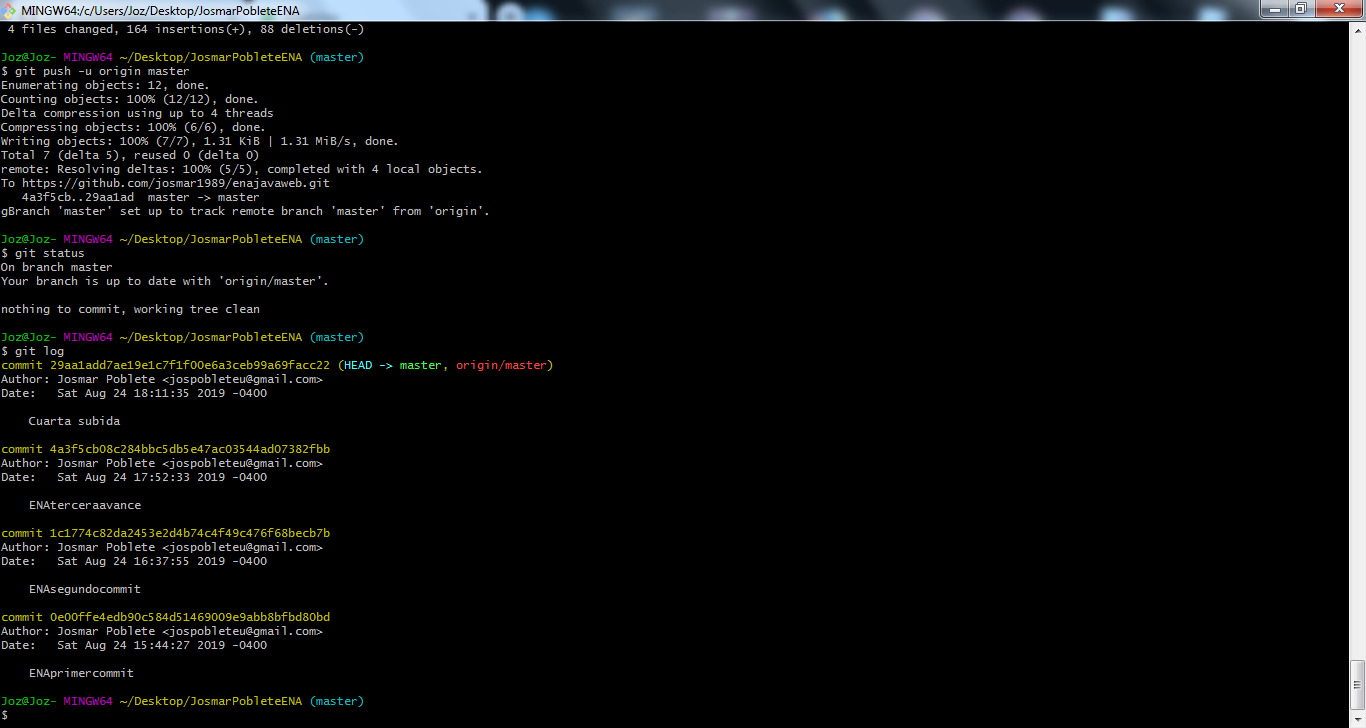 MINGW64:/c/Users/Joz/Desktop/JosmarPobleteENA
4 files changed, 164 insertions(+), 88 deletions(-)
Joz@Joz- MINGW64 ~/Desktop/JosmarPobleteENA (master)
$ git push -u origin master
Enumerating objects: 12, done.
Counting objects: 100% (12/12), done.
Delta compression using up to 4 threads
Compressing objects: 100% (6/6), done.
Writing objects: 100% (7/7), 1.31 KiB | 1.31 MiB/s, done.
Total 7 (delta 5), reused 0 (delta 0)
remote: Resolving deltas: 100% (5/5), completed with 4 local objects.
To https://github.com/josmar1989/enajavaweb.git
4a3f5cb..29aa1ad  master -> master
gBranch 'master' set up to track remote branch 'master' from 'origin'.
Joz@Joz- MINGW64 ~/Desktop/JosmarPobleteENA (master)
$ git status
On branch master
Your branch is up to date with 'origin/master'.
nothing to commit, working tree clean
Joz@Joz- MINGW64 ~/Desktop/JosmarPobleteENA (master)
$ git log
commit 29aa1add7ae19e1c7f1f00e6a3ceb99a69facc22 (HEAD -> master, origin/master)
Author: Josmar Poblete <jospobleteu@gmail.com>
Date:   Sat Aug 24 18:11:35 2019 -0400
Cuarta subida
commit 4a3f5cb08c284bbc5db5e47ac03544ad07382fbb
Author: Josmar Poblete <jospobleteu@gmail.com>
Date:   Sat Aug 24 17:52:33 2019 -0400
ENAterceraavance
commit 1c1774c82da2453e2d4b74c4f49c476f68becb7b
Author: Josmar Poblete <jospobleteu@gmail.com>
Date:   Sat Aug 24 16:37:55 2019 -0400
ENAsegundocommit
commit 0e00ffe4edb90c584d51469009e9abb8bfbd80bd
Author: Josmar Poblete <jospobleteu@gmail.com>
Date:   Sat Aug 24 15:44:27 2019 -0400
ENAprimercommit
Joz@Joz- MINGW64 ~/Desktop/JosmarPobleteENA (master)
$